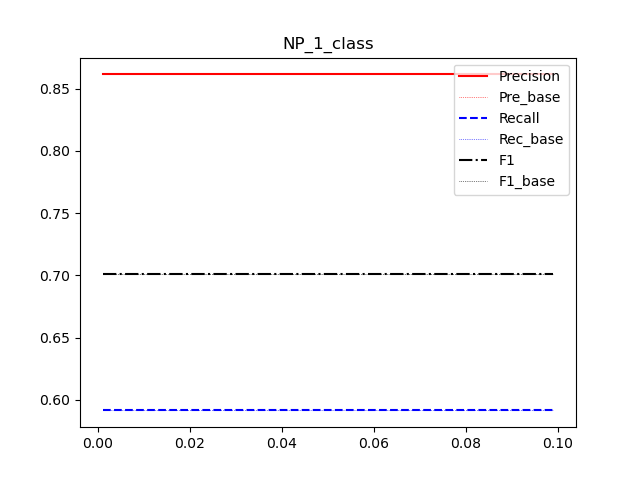 NP_1_class
0.85
0.80
0.75
0.70
0.65
0.60
Precision
Pre_base
Recall
Rec_base
F1
F1_base
0.00 0.02 0.04 0.06 0.08 0.10